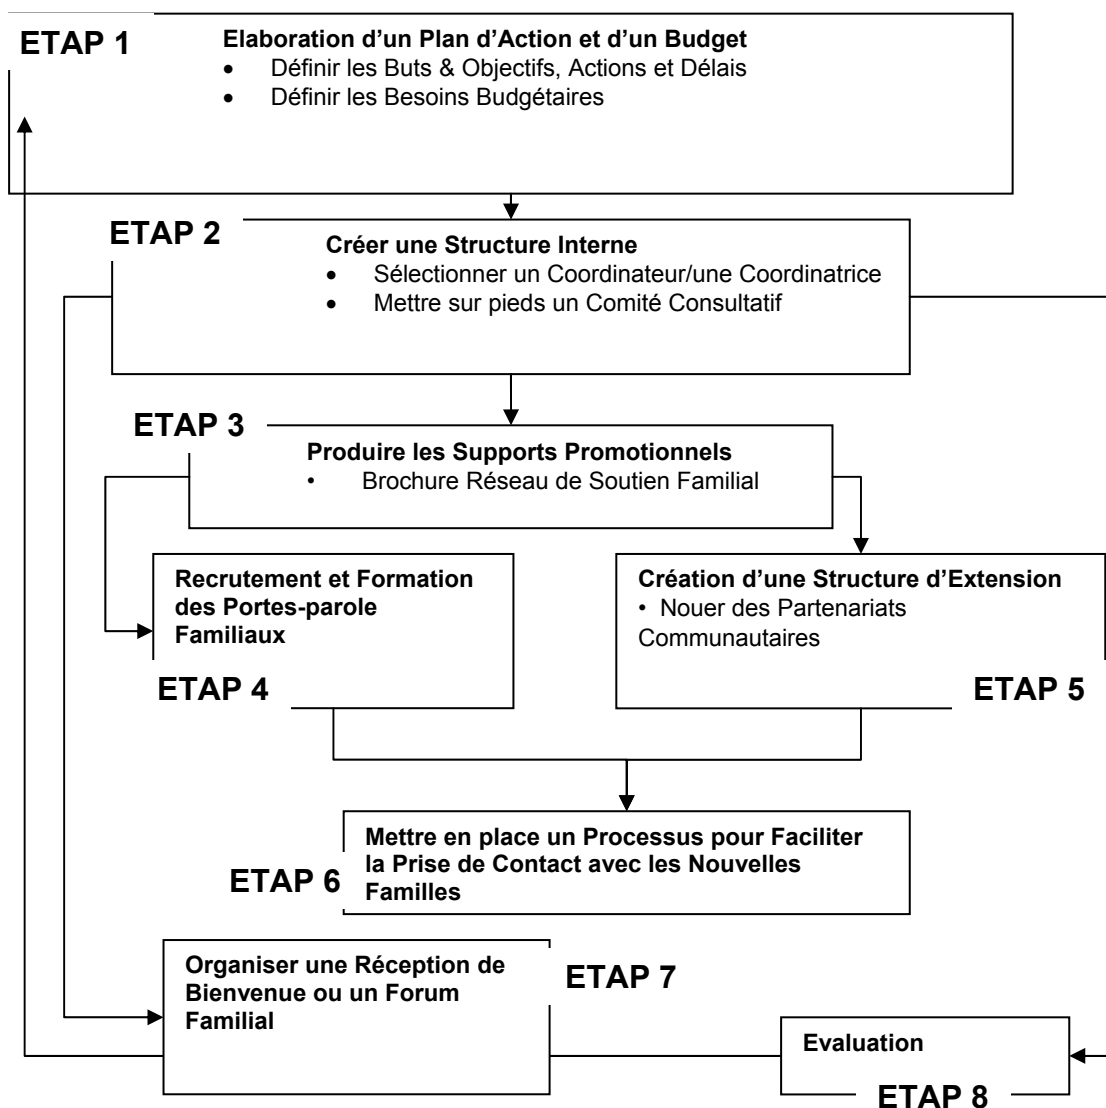 ETAP 1
Elaboration d’un Plan d’Action et d’un Budget
• Définir les Buts & Objectifs, Actions et Délais
• Définir les Besoins Budgétaires
ETAP 2
Créer une Structure Interne
• Sélectionner un Coordinateur/une Coordinatrice
• Mettre sur pieds un Comité Consultatif
ETAP 3
Produire les Supports Promotionnels
• Brochure Réseau de Soutien Familial
Recrutement et Formation
des Portes-parole
Familiaux
ETAP 4
Création d’une Structure d’Extension
• Nouer des Partenariats
Communautaires
ETAP 5
Mettre en place un Processus pour Faciliter
la Prise de Contact avec les Nouvelles
Familles
ETAP 6
Organiser une Réception de
Bienvenue ou un Forum
Familial
ETAP 7
Evaluation
ETAP 8